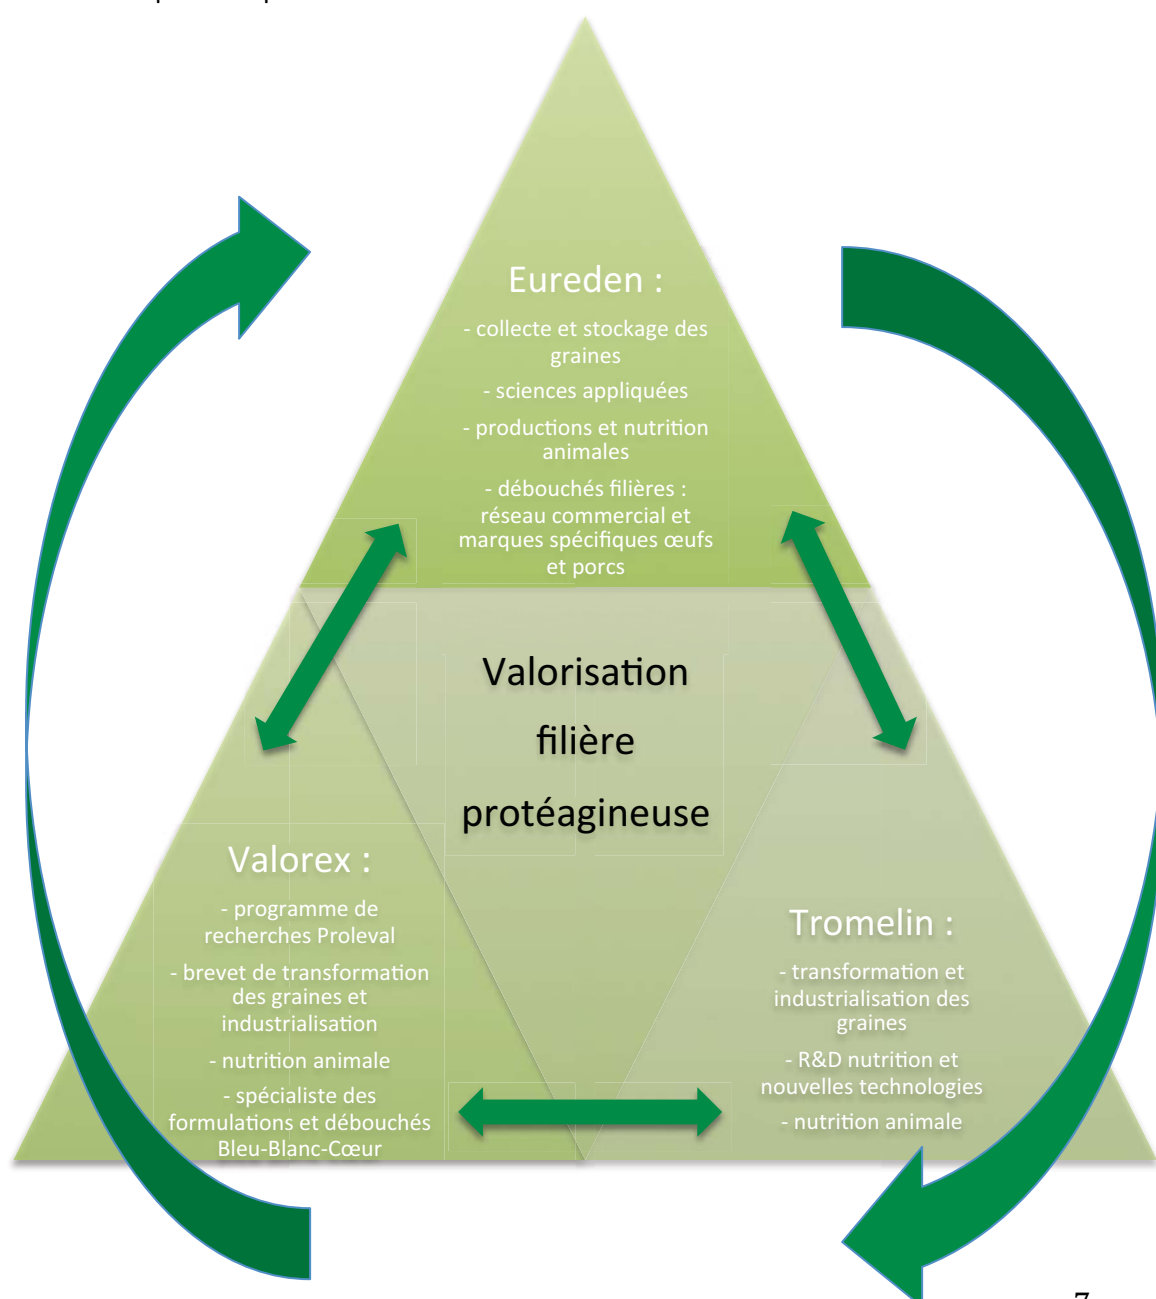 Eureden :
- collecte et stockage des
graines
- sciences appliquées
- productions et nutrition
animales
- débouchés filières :
réseau commercial et
marques spécifiques œufs
et porcs
Valorisation
filière
protéagineuse
Valorex :
- programme de
recherches Proleval
- brevet de transformation
des graines et
industrialisation
- nutrition animale
- spécialiste des
formulations et débouchés
Bleu-Blanc-Cœur
Tromelin :
- transformation et
industrialisation des
graines
- R&D nutrition et
nouvelles technologies
- nutrition animale
7